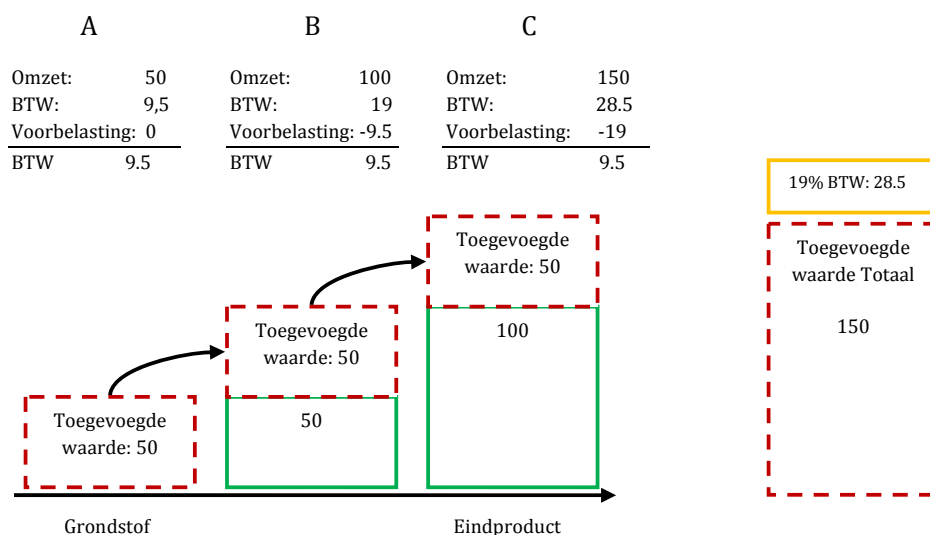 A B C
Omzet: 50 Omzet: 100 Omzet: 150
BTW: 9,5 BTW: 19 BTW: 28.5
Voorbelasting: 0 Voorbelasting: -9.5 Voorbelasting: -19
BTW 9.5 BTW 9.5 BTW 9.5
19% BTW: 28.5
Toegevoegde
waarde: 50
Toegevoegde
waarde Totaal
150
Toegevoegde
waarde: 50
100
Toegevoegde
waarde: 50
50
Grondstof Eindproduct